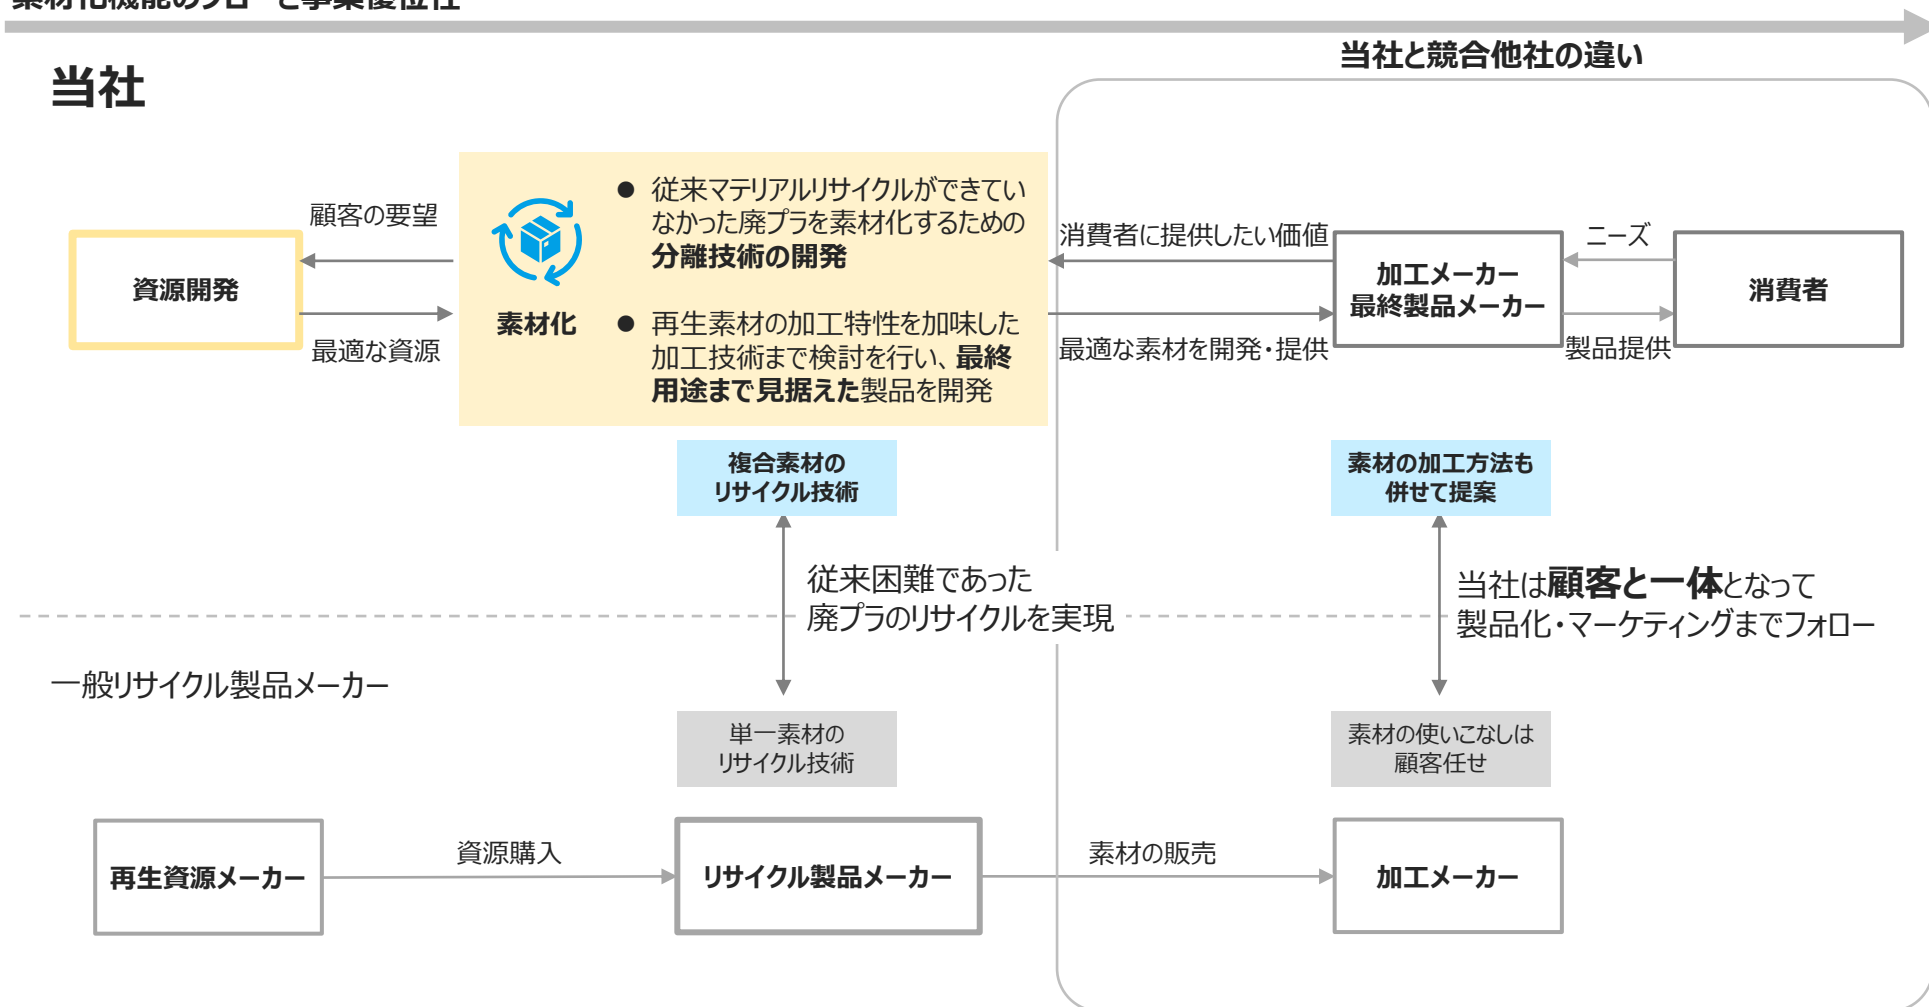 素材化機能のフローと事業優位性
当社と競合他社の違い
当社
顧客の要望
資源開発
最適な資源
素材化
● 従来マテリアルリサイクルができてい
なかった廃プラを素材化するための
分離技術の開発
● 再生素材の加工特性を加味した
加工技術まで検討を行い、最終
用途まで見据えた製品を開発
消費者に提供したい価値
最適な素材を開発・提供
加工メーカー
最終製品メーカー
ニーズ
製品提供
消費者
複合素材の
リサイクル技術
素材の加工方法も
併せて提案
従来困難であった
廃プラのリサイクルを実現
当社は顧客と一体となって
製品化・マーケティングまでフォロー
一般リサイクル製品メーカー
単一素材の
リサイクル技術
素材の使いこなしは
顧客任せ
再生資源メーカー
資源購入
リサイクル製品メーカー
素材の販売
加工メーカー